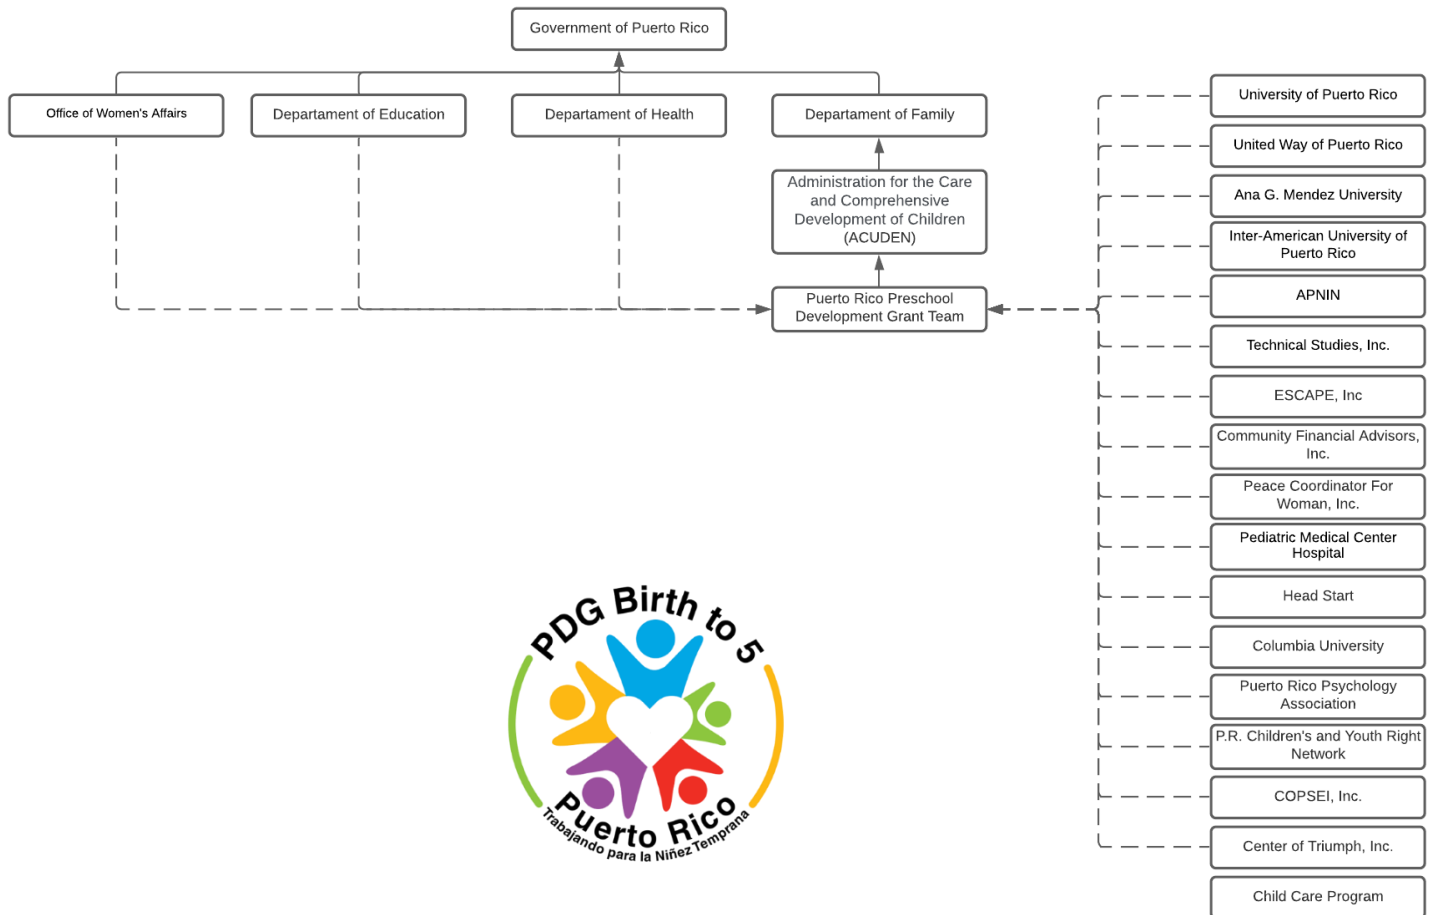 Government of Puerto Rico
Office of Women's Affairs
Departament of Education
Departament of Health
Departament of Family
Administration for the Care
and Comprehensive
Development of Children
(ACUDEN)
Puerto Rico Preschool
Development Grant Team
University of Puerto Rico
United Way of Puerto Rico
Ana G. Mendez University
Inter-American University of
Puerto Rico
APNIN
Technical Studies, Inc.
ESCAPE, Inc
Community Financial Advisors,
Inc.
Peace Coordinator For
Woman, Inc.
Pediatric Medical Center
Hospital
Head Start
Columbia University
Puerto Rico Psychology
Association
P.R. Children's and Youth Right
Network
COPSEI, Inc.
Center of Triumph, Inc.
Child Care Program
PDG Birth to 5
Puerto Rico
Trabajando para la Niñez Temprana